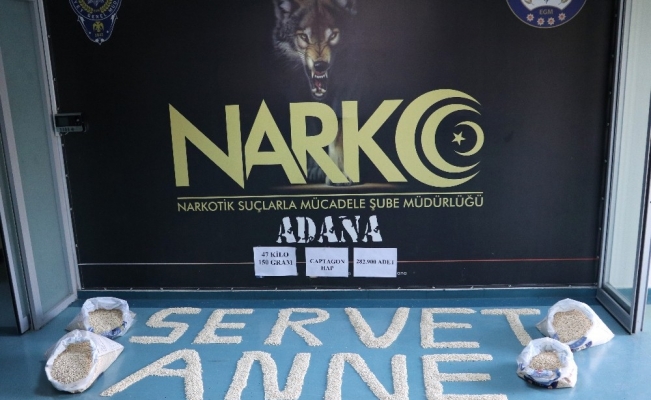 NARKO
NARKOTİK SUÇLARLA MÜCADELE ŞUBE MÜDÜRLÜĞÜ
ADANA
47 KİLO
150 GRAM
CAPTAGON
HAP
282.900 ADET
SERVET
ANNE